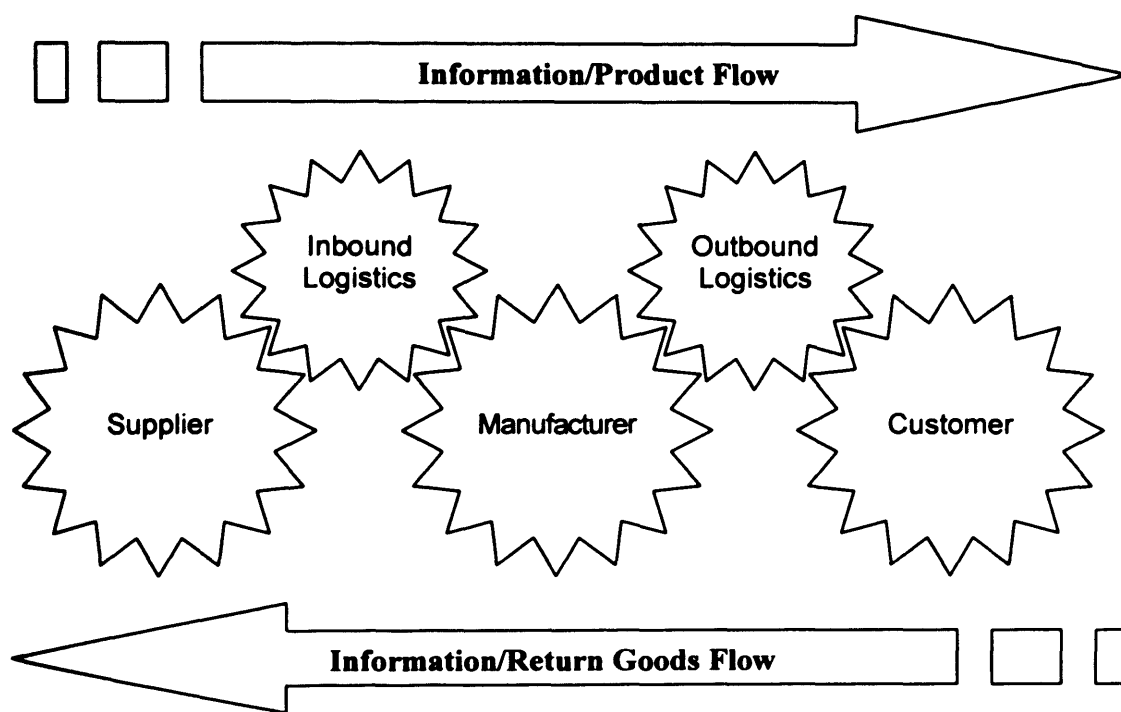 Information/Product Flow
Inbound
Logistics
Outbound
Logistics
Supplier
Manufacturer
Customer
Information/Return Goods Flow